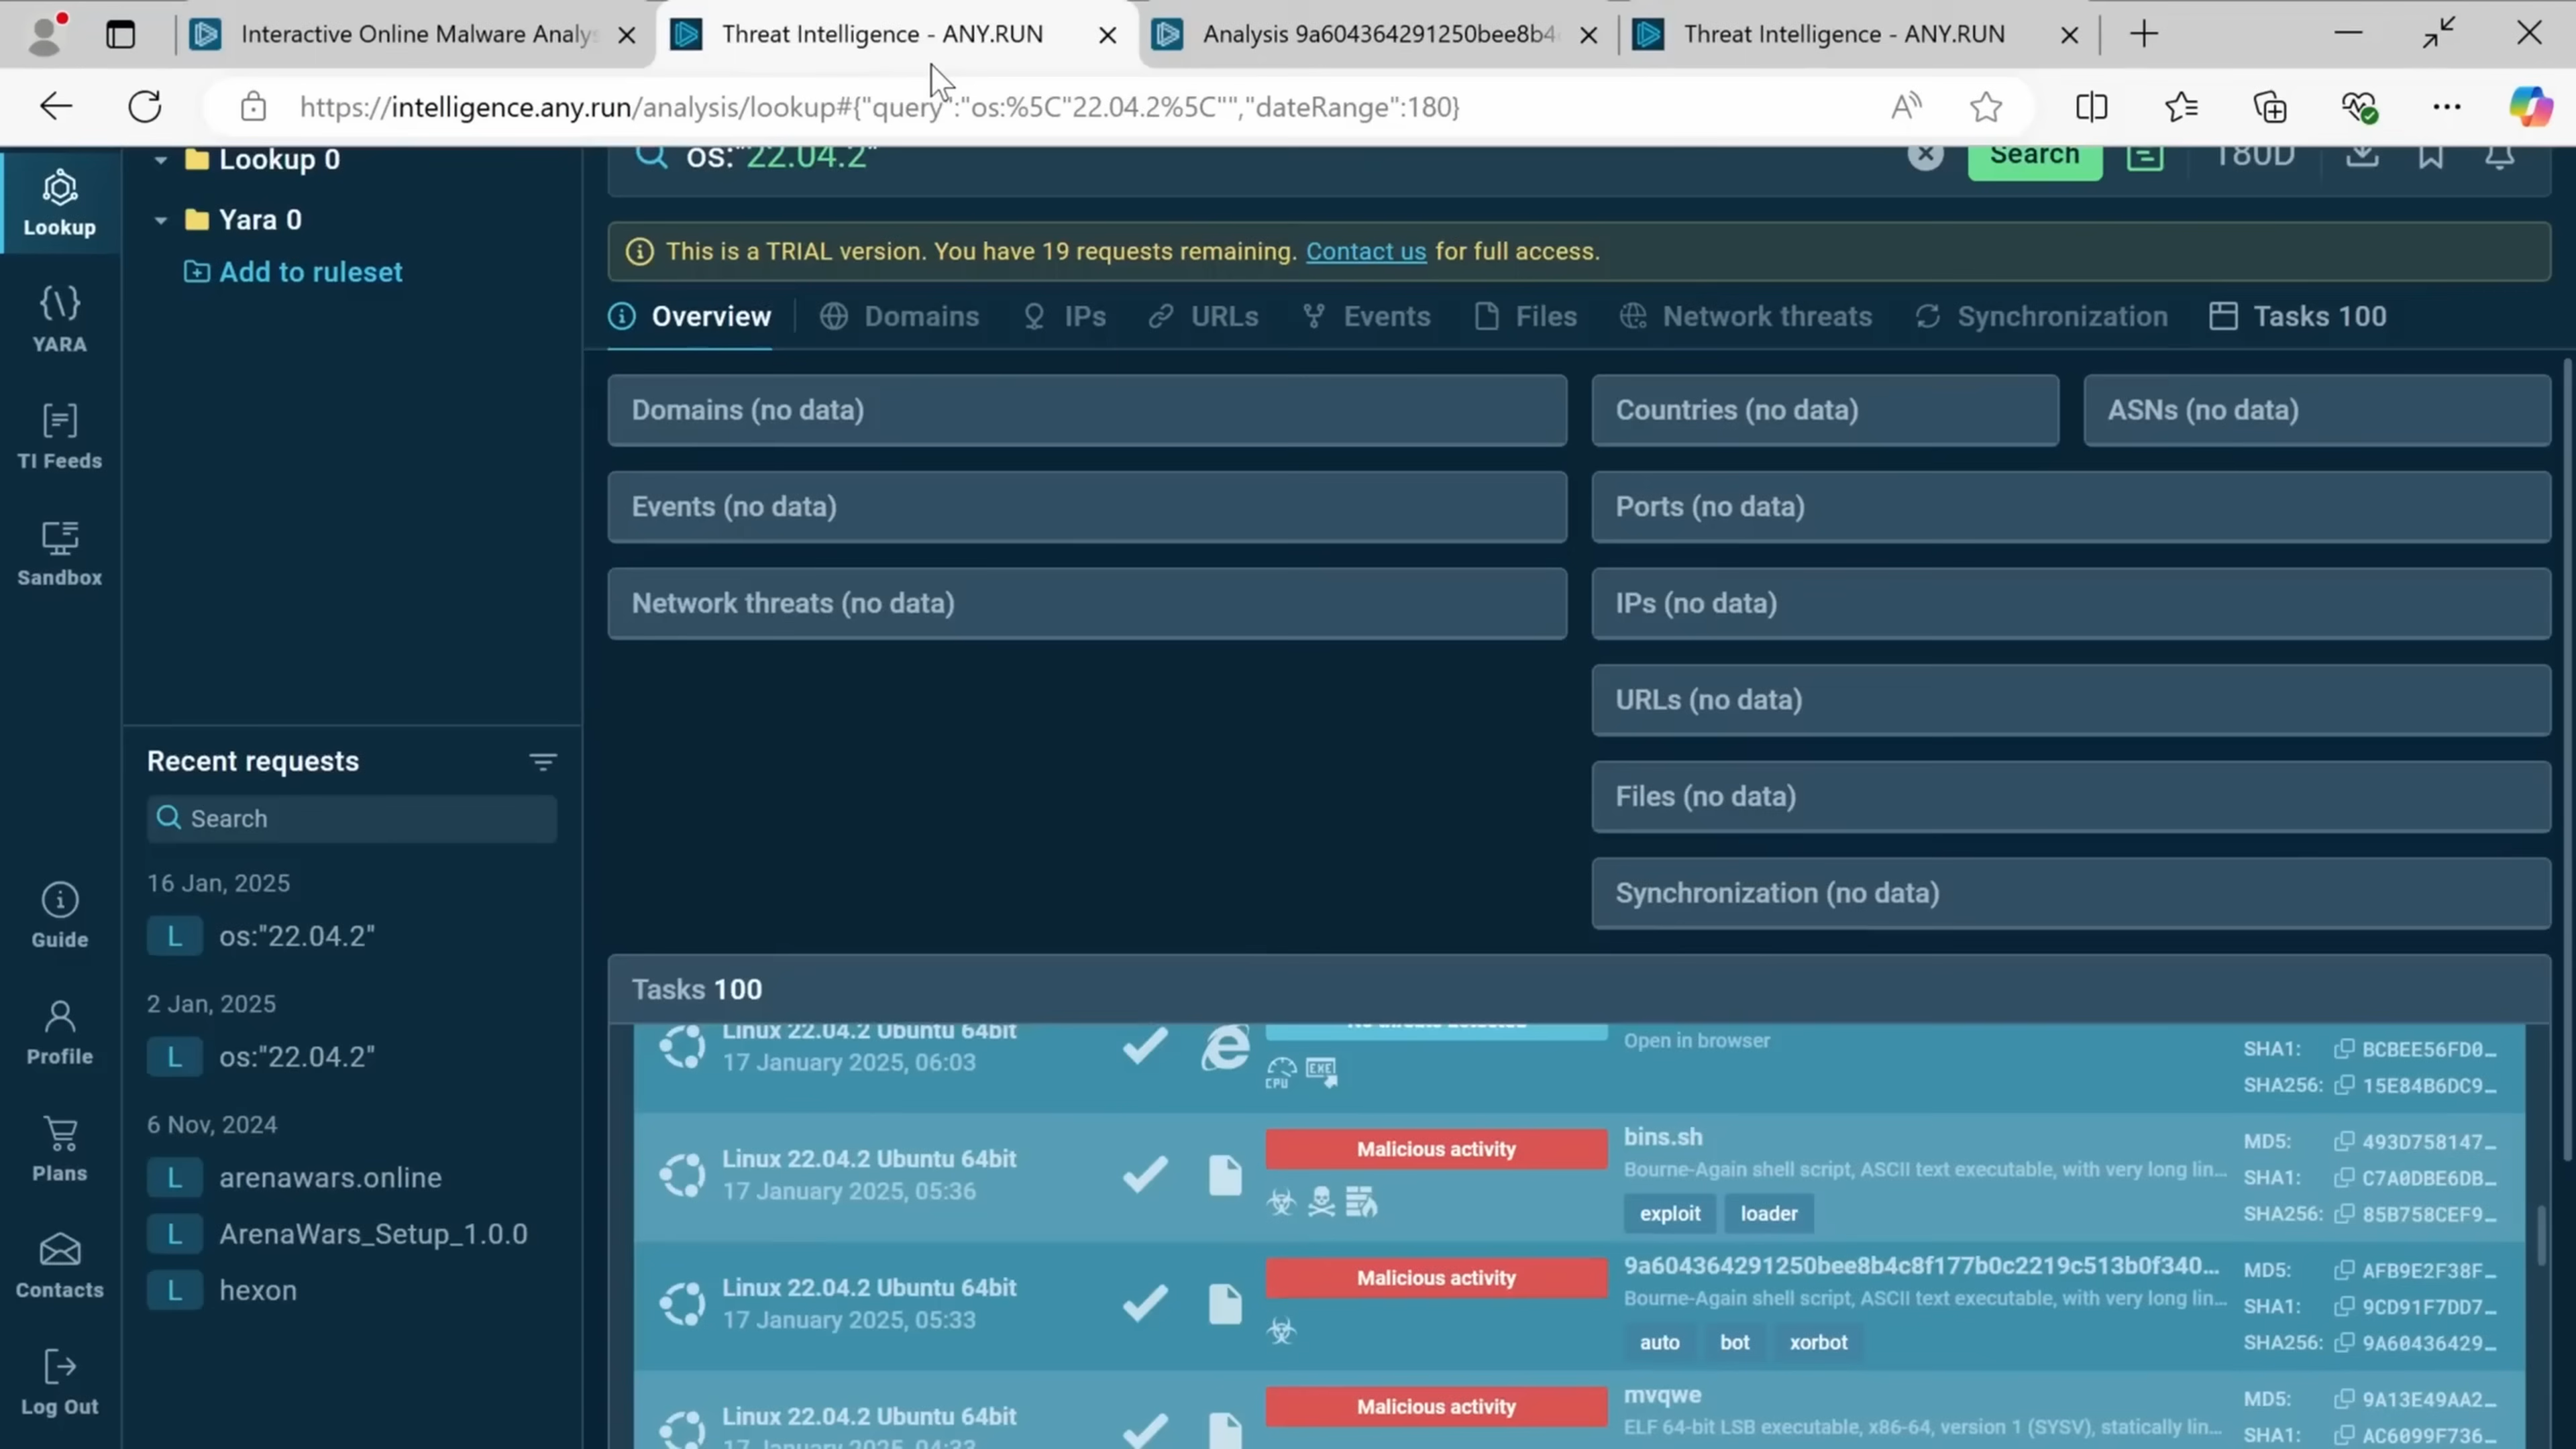 Interactive Online Malware Analys
Threat Intelligence - ANY.RUN
Analysis 9a604364291250bee8b4
Threat Intelligence - ANY.RUN
https://intelligence.any.run/analysis/lookup#{"query":"os:%5C"22.04.2%5C"","dateRange":180}
Lookup
YARA
TI Feeds
Sandbox
Guide
Profile
Plans
Contacts
Log Out
Lookup 0
Yara 0
Add to ruleset
Recent requests
Search
16 Jan, 2025
L os:"22.04.2"
2 Jan, 2025
L os:"22.04.2"
6 Nov, 2024
L arenawars.online
L ArenaWars_Setup_1.0.0
L hexon
os:"22.04.2"
Search
180D
This is a TRIAL version. You have 19 requests remaining. Contact us for full access.
Overview Domains IPs URLs Events Files Network threats Synchronization Tasks 100
Domains (no data)
Countries (no data)
ASNs (no data)
Events (no data)
Ports (no data)
Network threats (no data)
IPs (no data)
URLs (no data)
Files (no data)
Synchronization (no data)
Tasks 100
Linux 22.04.2 Ubuntu 64bit
17 January 2025, 06:03
No threats detected
CPU EXE
Open in browser
SHA1: BCBEE56FD0…
SHA256: 15E84B6DC9…
Linux 22.04.2 Ubuntu 64bit
17 January 2025, 05:36
Malicious activity
bins.sh
Bourne-Again shell script, ASCII text executable, with very long lin…
exploit loader
MD5: 493D758147…
SHA1: C7A0DBE6DB…
SHA256: 85B758CEF9…
Linux 22.04.2 Ubuntu 64bit
17 January 2025, 05:33
Malicious activity
9a604364291250bee8b4c8f177b0c2219c513b0f340…
Bourne-Again shell script, ASCII text executable, with very long lin…
auto bot xorbot
MD5: AFB9E2F38F…
SHA1: 9CD91F7DD7…
SHA256: 9A60436429…
Linux 22.04.2 Ubuntu 64bit
17 January 2025, 04:33
Malicious activity
mvqwe
ELF 64-bit LSB executable, x86-64, version 1 (SYSV), statically lin…
MD5: 9A13E49AA2…
SHA1: AC6099F736…